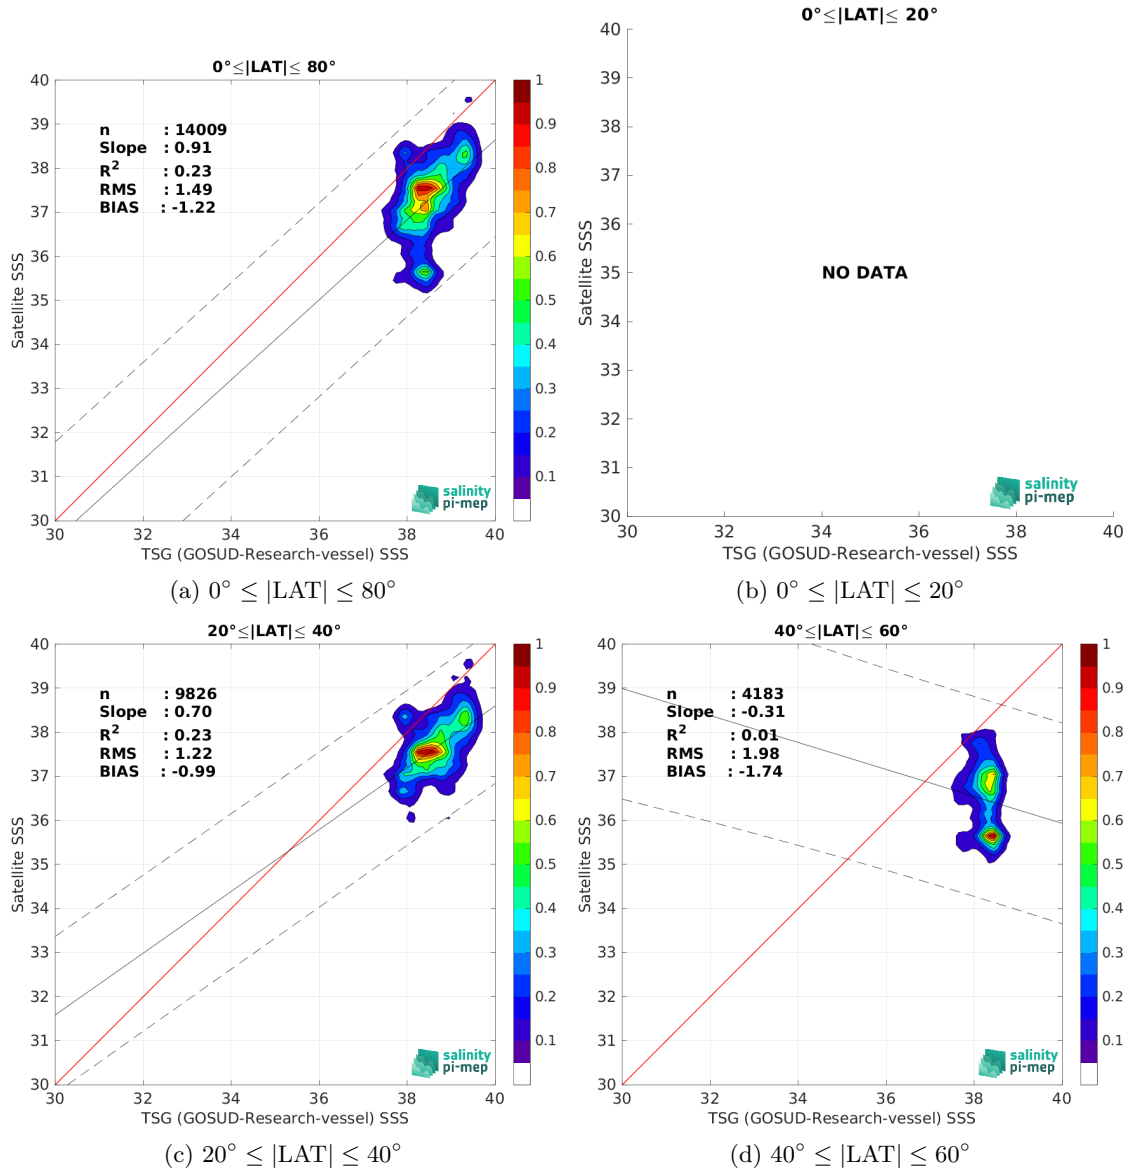 0°≤|LAT|≤ 80°
40
39
38
37
36
35
34
33
32
31
30
Satellite SSS
n : 14009
Slope : 0.91
R² : 0.23
RMS : 1.49
BIAS : -1.22
salinity
pi-mep
30 32 34 36 38 40
TSG (GOSUD-Research-vessel) SSS
1
0.9
0.8
0.7
0.6
0.5
0.4
0.3
0.2
0.1
(a) 0° ≤ |LAT| ≤ 80°
0°≤|LAT|≤ 20°
40
39
38
37
36
35
34
33
32
31
30
Satellite SSS
NO DATA
salinity
pi-mep
30 32 34 36 38 40
TSG (GOSUD-Research-vessel) SSS
(b) 0° ≤ |LAT| ≤ 20°
20°≤|LAT|≤ 40°
40
39
38
37
36
35
34
33
32
31
30
Satellite SSS
n : 9826
Slope : 0.70
R² : 0.23
RMS : 1.22
BIAS : -0.99
salinity
pi-mep
30 32 34 36 38 40
TSG (GOSUD-Research-vessel) SSS
1
0.9
0.8
0.7
0.6
0.5
0.4
0.3
0.2
0.1
(c) 20° ≤ |LAT| ≤ 40°
40°≤|LAT|≤ 60°
40
39
38
37
36
35
34
33
32
31
30
Satellite SSS
n : 4183
Slope : -0.31
R² : 0.01
RMS : 1.98
BIAS : -1.74
salinity
pi-mep
30 32 34 36 38 40
TSG (GOSUD-Research-vessel) SSS
1
0.9
0.8
0.7
0.6
0.5
0.4
0.3
0.2
0.1
(d) 40° ≤ |LAT| ≤ 60°